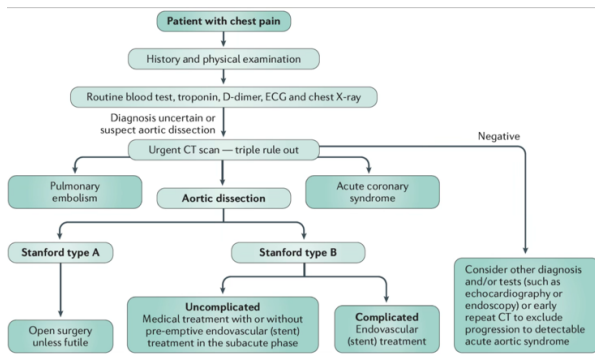 Patient with chest pain
History and physical examination
Routine blood test, troponin, D-dimer, ECG and chest X-ray
Diagnosis uncertain or
suspect aortic dissection
Negative
Urgent CT scan — triple rule out
Pulmonary
embolism
Aortic dissection
Acute coronary
syndrome
Stanford type A
Stanford type B
Consider other diagnosis
and/or tests (such as
echocardiography or
endoscopy) or early
repeat CT to exclude
progression to detectable
acute aortic syndrome
Open surgery
unless futile
Uncomplicated
Medical treatment with or without
pre-emptive endovascular (stent)
treatment in the subacute phase
Complicated
Endovascular
(stent) treatment